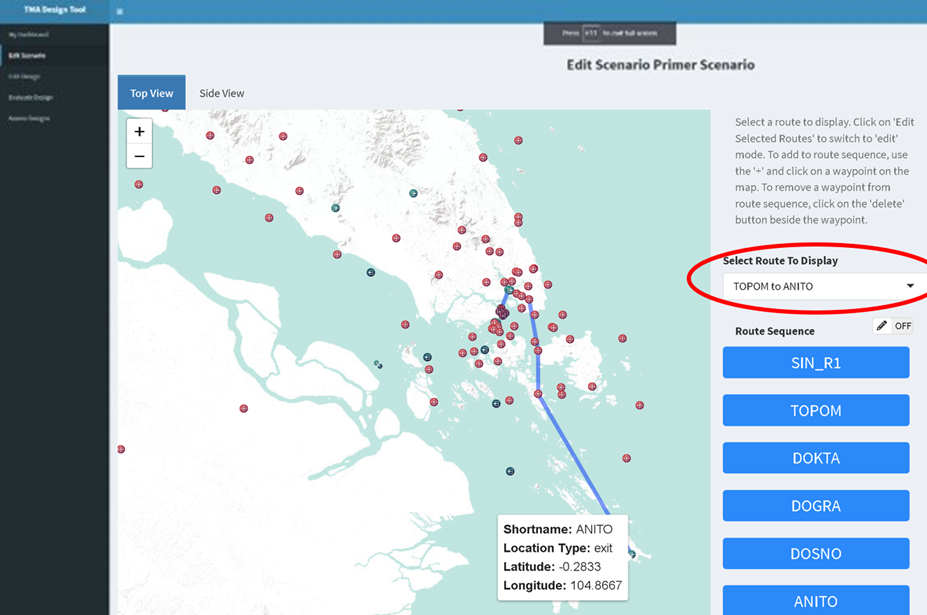 TMA Design Tool
My Dashboard
Edit Scenario
Edit Design
Evaluate Design
Assess Designs
Press F11 to exit full screen
Edit Scenario Primer Scenario
Top View
Side View
+
−
Select a route to display. Click on 'Edit
Selected Routes' to switch to 'edit'
mode. To add to route sequence, use
the '+' and click on a waypoint on the
map. To remove a waypoint from
route sequence, click on the 'delete'
button beside the waypoint.
Select Route To Display
TOPOM to ANITO
Route Sequence
OFF
SIN_R1
TOPOM
DOKTA
DOGRA
DOSNO
ANITO
Shortname: ANITO
Location Type: exit
Latitude: -0.2833
Longitude: 104.8667